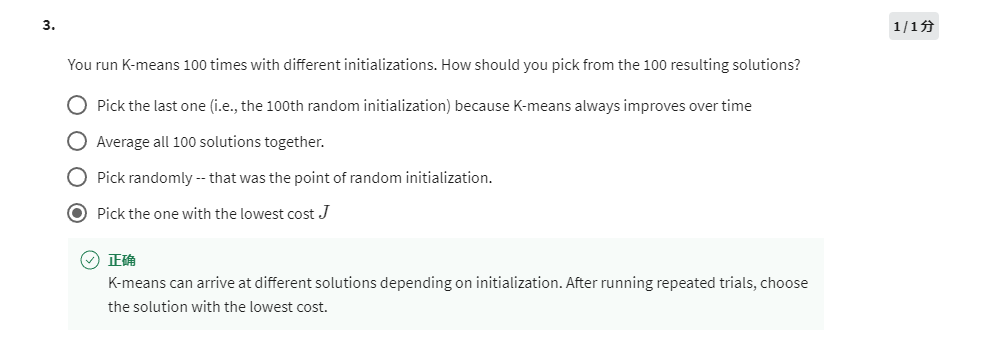 3.
1/1分
You run K-means 100 times with different initializations. How should you pick from the 100 resulting solutions?
Pick the last one (i.e., the 100th random initialization) because K-means always improves over time
Average all 100 solutions together.
Pick randomly -- that was the point of random initialization.
Pick the one with the lowest cost J
正确
K-means can arrive at different solutions depending on initialization. After running repeated trials, choose
the solution with the lowest cost.